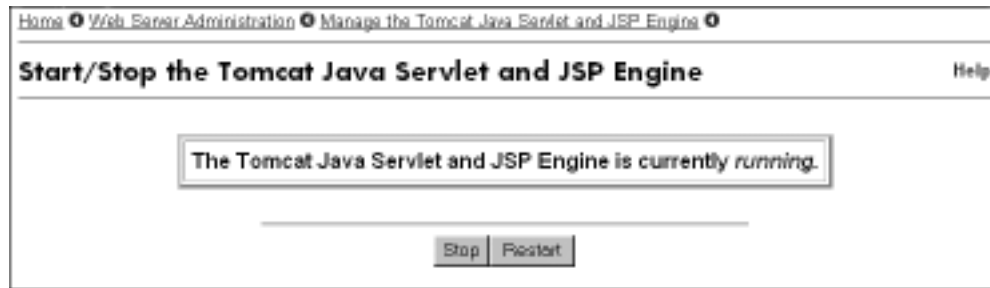 Home Web Server Administration Manage the Tomcat Java Servlet and JSP Engine
Start/Stop the Tomcat Java Servlet and JSP Engine Help
The Tomcat Java Servlet and JSP Engine is currently running.
Stop Restart